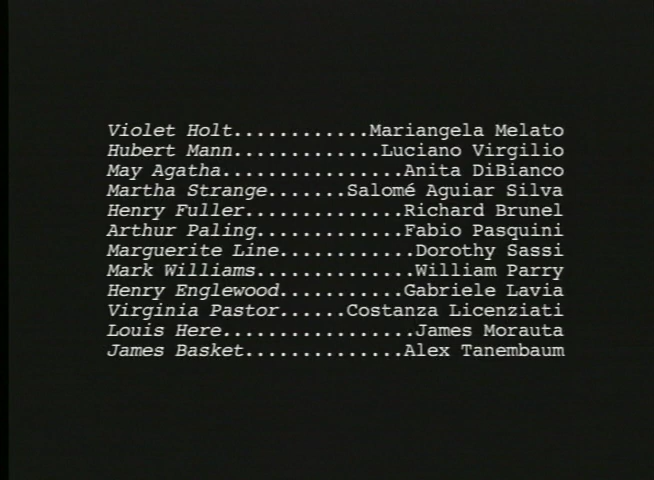 Violet Holt............Mariangela Melato
Hubert Mann.............Luciano Virgilio
May Agatha................Anita DiBianco
Martha Strange.......Salomé Aguiar Silva
Henry Fuller..............Richard Brunel
Arthur Paling.............Fabio Pasquini
Marguerite Line............Dorothy Sassi
Mark Williams..............William Parry
Henry Englewood...........Gabriele Lavia
Virginia Pastor......Costanza Licenziati
Louis Here.................James Morauta
James Basket..............Alex Tanembaum